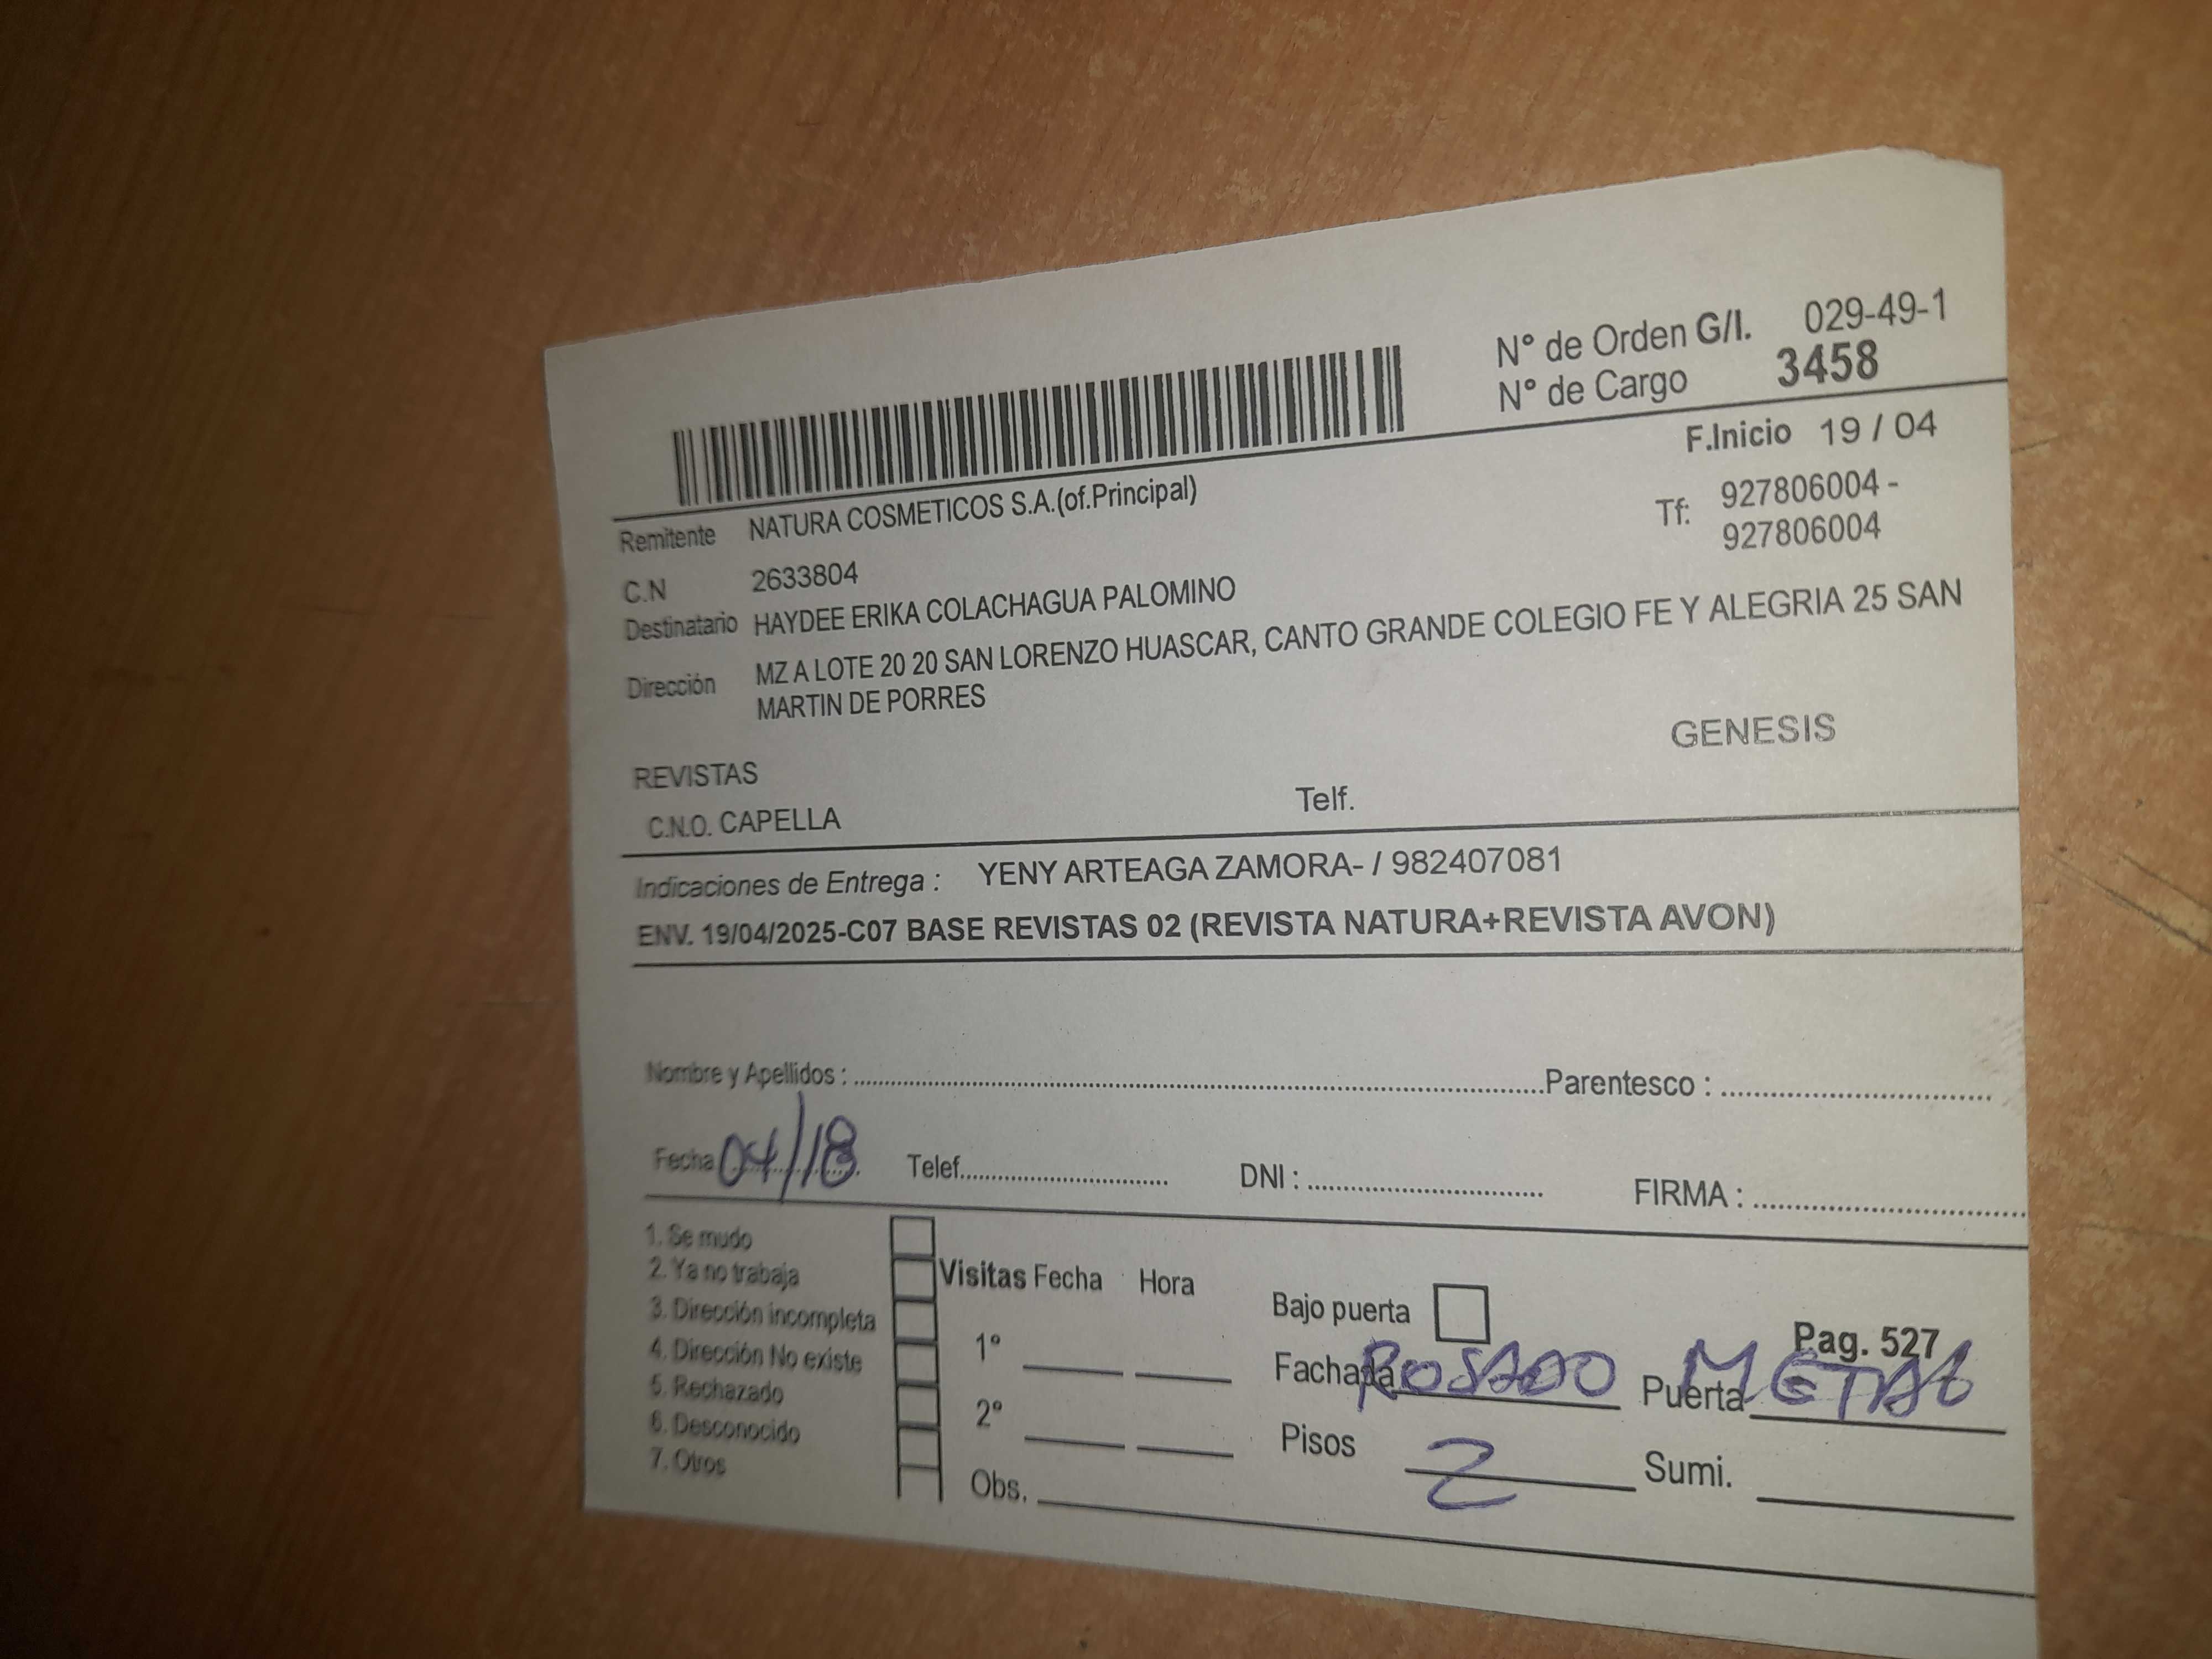 N° de Orden G/I. 029-49-1
N° de Cargo 3458
F.Inicio 19 / 04
Remitente NATURA COSMETICOS S.A.(of.Principal)
Tf: 927806004 -
927806004
C.N 2633804
Destinatario HAYDEE ERIKA COLACHAGUA PALOMINO
Dirección MZ A LOTE 20 20 SAN LORENZO HUASCAR, CANTO GRANDE COLEGIO FE Y ALEGRIA 25 SAN
MARTIN DE PORRES
GENESIS
REVISTAS
C.N.O. CAPELLA Telf.
Indicaciones de Entrega : YENY ARTEAGA ZAMORA- / 982407081
ENV. 19/04/2025-C07 BASE REVISTAS 02 (REVISTA NATURA+REVISTA AVON)
Nombre y Apellidos : Parentesco :
Fecha 04/18 Telef. DNI : FIRMA :
1. Se mudo
2. Ya no trabaja
3. Dirección incompleta
4. Dirección No existe
5. Rechazado
6. Desconocido
7. Otros
Visitas Fecha Hora
1°
2°
Obs.
Bajo puerta
Pag. 527
Fachada ROSADO Puerta METAL
Pisos 2 Sumi.